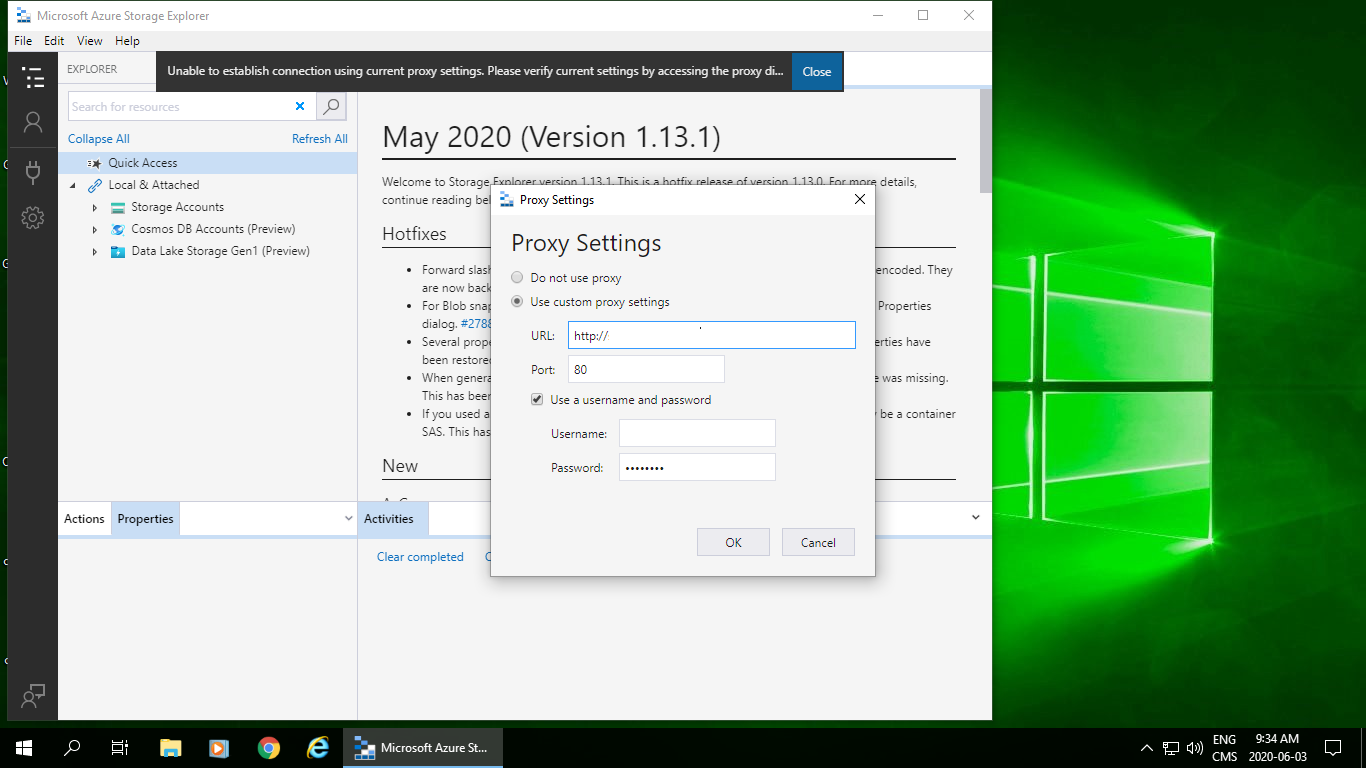 Microsoft Azure Storage Explorer
File Edit View Help
EXPLORER
Unable to establish connection using current proxy settings. Please verify current settings by accessing the proxy di...
Close
Search for resources
Collapse All
Refresh All
Quick Access
Local & Attached
Storage Accounts
Cosmos DB Accounts (Preview)
Data Lake Storage Gen1 (Preview)
May 2020 (Version 1.13.1)
Welcome to Storage Explorer version 1.13.1. This is a hotfix release of version 1.13.0. For more details,
continue reading bel
Hotfixes
Forward slash encoded. They
are now back
For Blob snap Properties
dialog. #2788
Several prope erties have
been restored
When genera e was missing.
This has been
If you used a y be a container
SAS. This has
New
Proxy Settings
Proxy Settings
Do not use proxy
Use custom proxy settings
URL: http://
Port: 80
Use a username and password
Username:
Password: ••••••••
OK
Cancel
Actions
Properties
Activities
Clear completed
Microsoft Azure St...
ENG
CMS
9:34 AM
2020-06-03